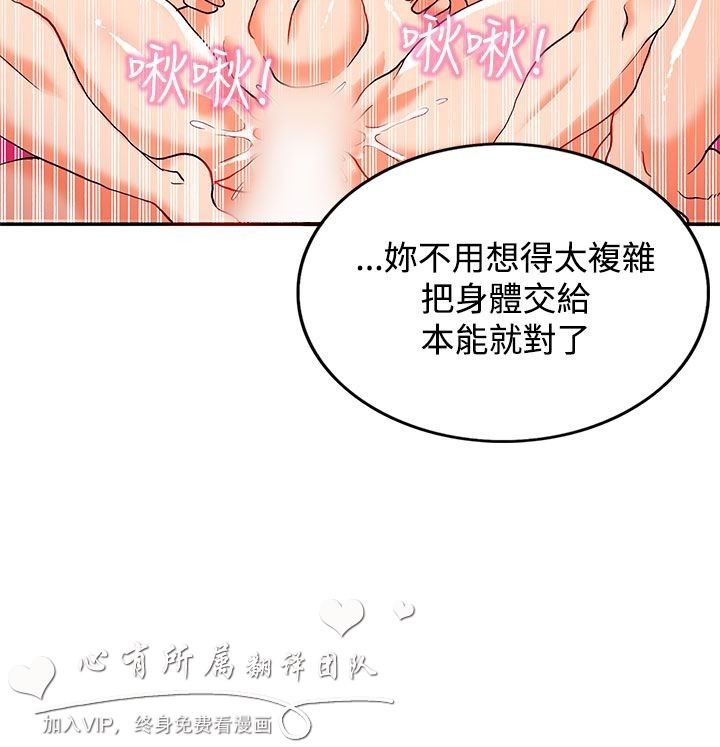 啾啾!
啾啾!
...妳不用想得太複雜
把身體交給
本能就對了
心有所属翻译团队
加入VIP，终身免费看漫画